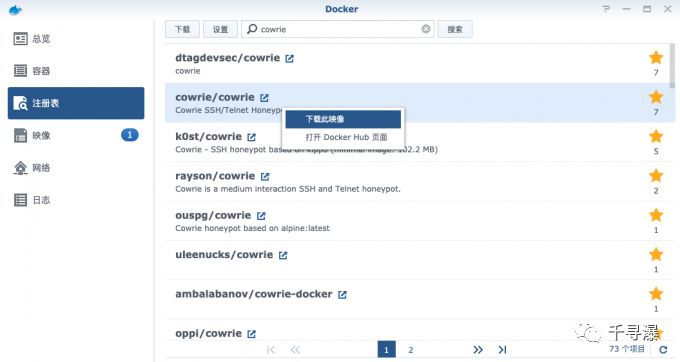 Docker
总览
容器
注册表
映像
1
网络
日志
下载
设置
cowrie
搜索
dtagdevsec/cowrie
cowrie
7
cowrie/cowrie
Cowrie SSH/Telnet Honeyp
7
下载此映像
打开 Docker Hub 页面
k0st/cowrie
Cowrie - SSH honeypot based on kippo (minimal image: 102.2 MB)
5
rayson/cowrie
Cowrie is a medium interaction SSH and Telnet honeypot.
2
ouspg/cowrie
Cowrie honeypot based on alpine:latest
1
uleenucks/cowrie
1
ambalabanov/cowrie-docker
1
oppi/cowrie
1
1
2
73 个项目
千寻瀑